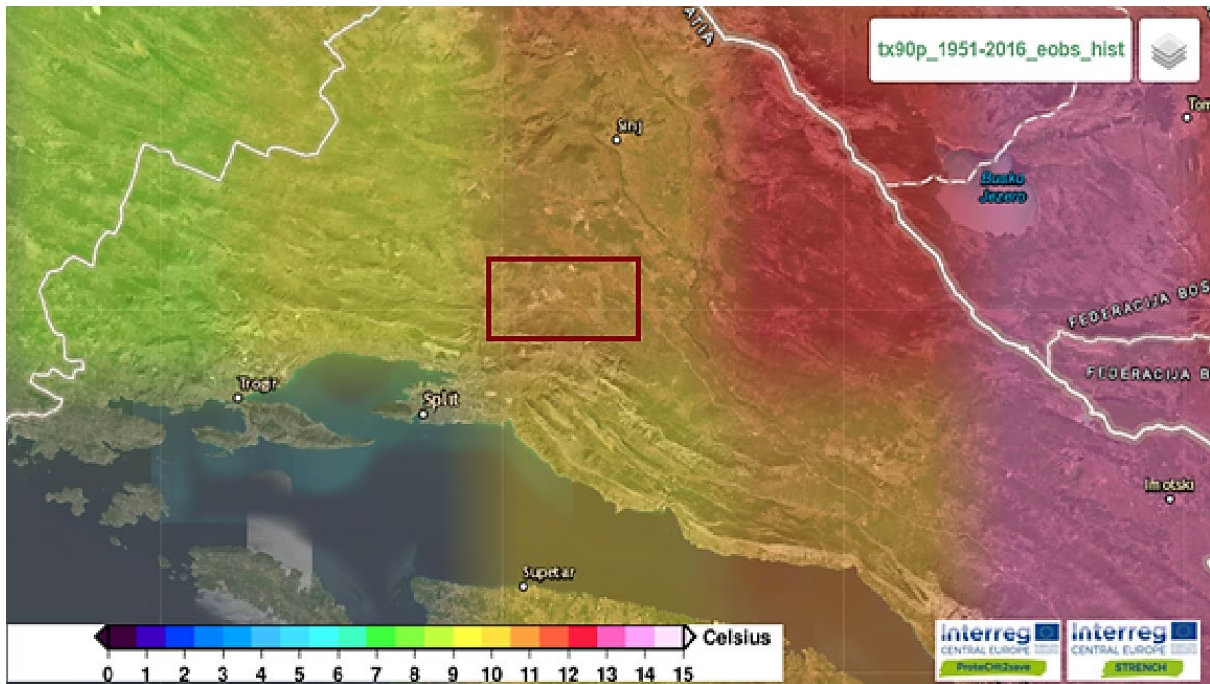 ATIA
tx90p_1951-2016_eobs_hist
Tom
Sinj
Busko
Jezero
FEDERACIJA BOS
FEDERACIJA B
Trogir
Split
Imotski
Supetar
Celsius
0 1 2 3 4 5 6 7 8 9 10 11 12 13 14 15
Interreg
CENTRAL EUROPE
ProteCHt2save
Interreg
CENTRAL EUROPE
STRENCH